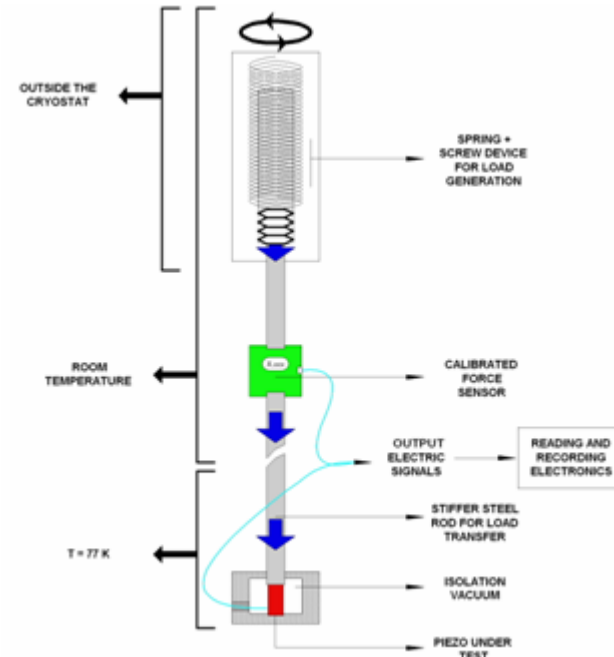 OUTSIDE THE
CRYOSTAT
SPRING +
SCREW DEVICE
FOR LOAD
GENERATION
ROOM
TEMPERATURE
CALIBRATED
FORCE
SENSOR
OUTPUT
ELECTRIC
SIGNALS
READING AND
RECORDING
ELECTRONICS
STIFFER STEEL
ROD FOR LOAD
TRANSFER
T = 77 K
ISOLATION
VACUUM
PIEZO UNDER
TEST